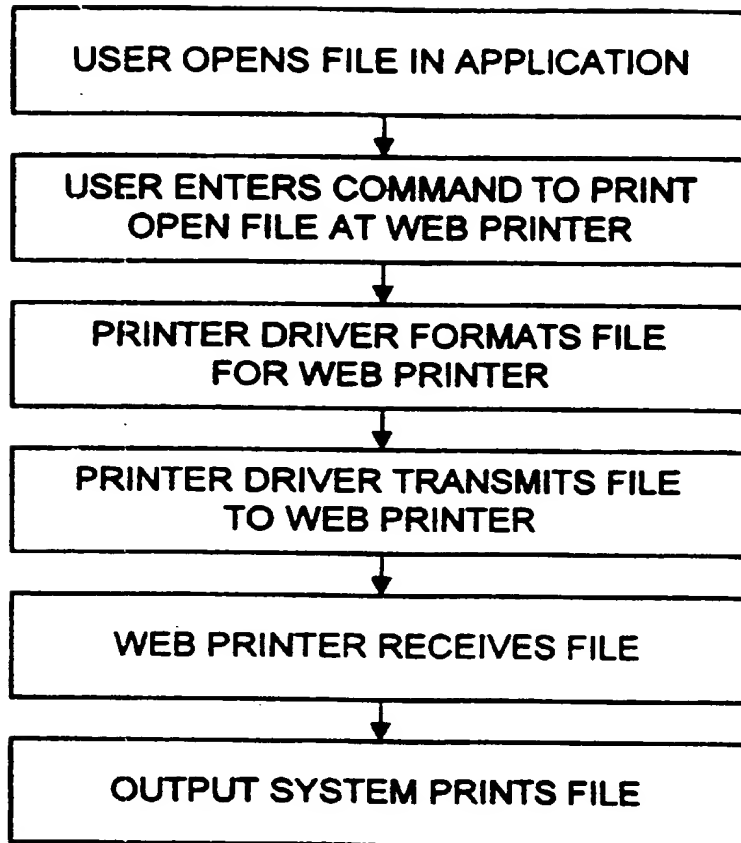 USER OPENS FILE IN APPLICATION
USER ENTERS COMMAND TO PRINT
OPEN FILE AT WEB PRINTER
PRINTER DRIVER FORMATS FILE
FOR WEB PRINTER
PRINTER DRIVER TRANSMITS FILE
TO WEB PRINTER
WEB PRINTER RECEIVES FILE
OUTPUT SYSTEM PRINTS FILE